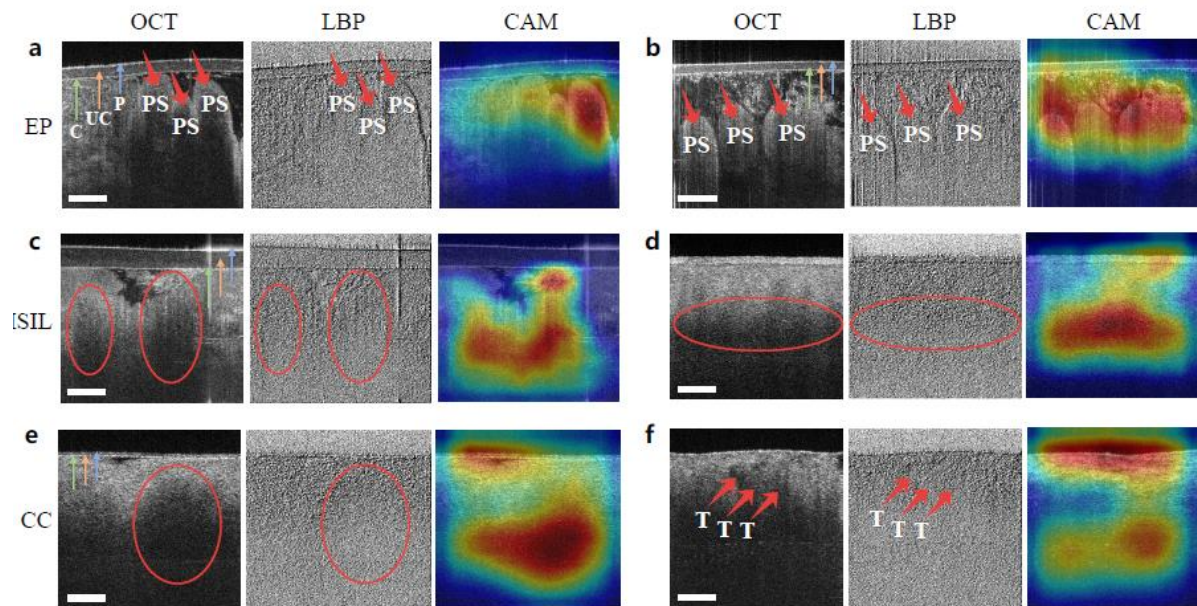 OCT LBP CAM OCT LBP CAM
a b
EP
C UC P PS PS PS
PS PS PS
PS PS PS
PS PS PS
c d
ISIL
e f
CC
T T T
T T T